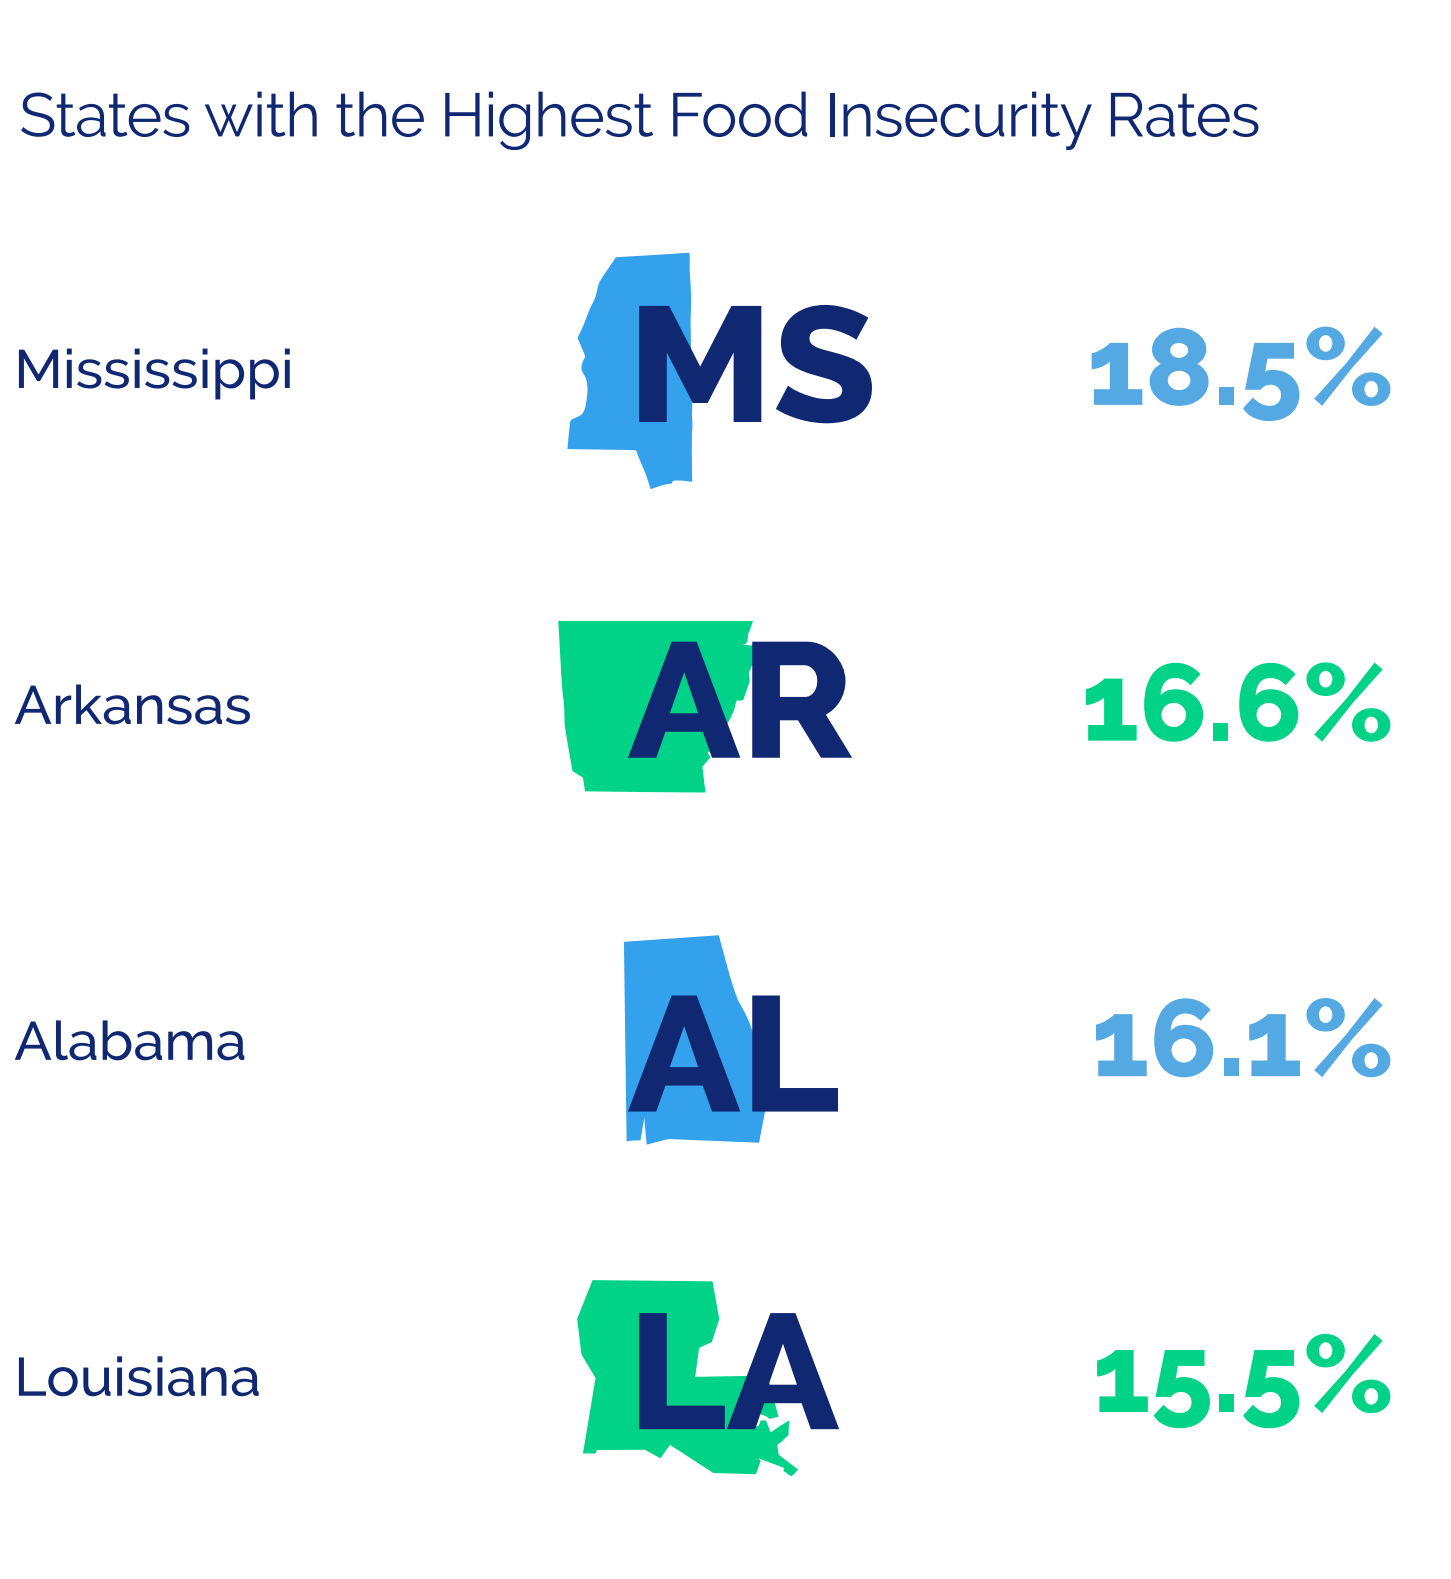 States with the Highest Food Insecurity Rates
Mississippi MS 18.5%
Arkansas AR 16.6%
Alabama AL 16.1%
Louisiana LA 15.5%